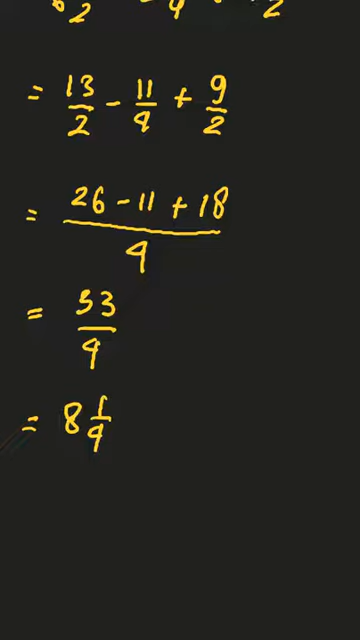 = 13/2 - 11/4 + 9/2
= (26 - 11 + 18)/4
= 33/4
= 8 1/4